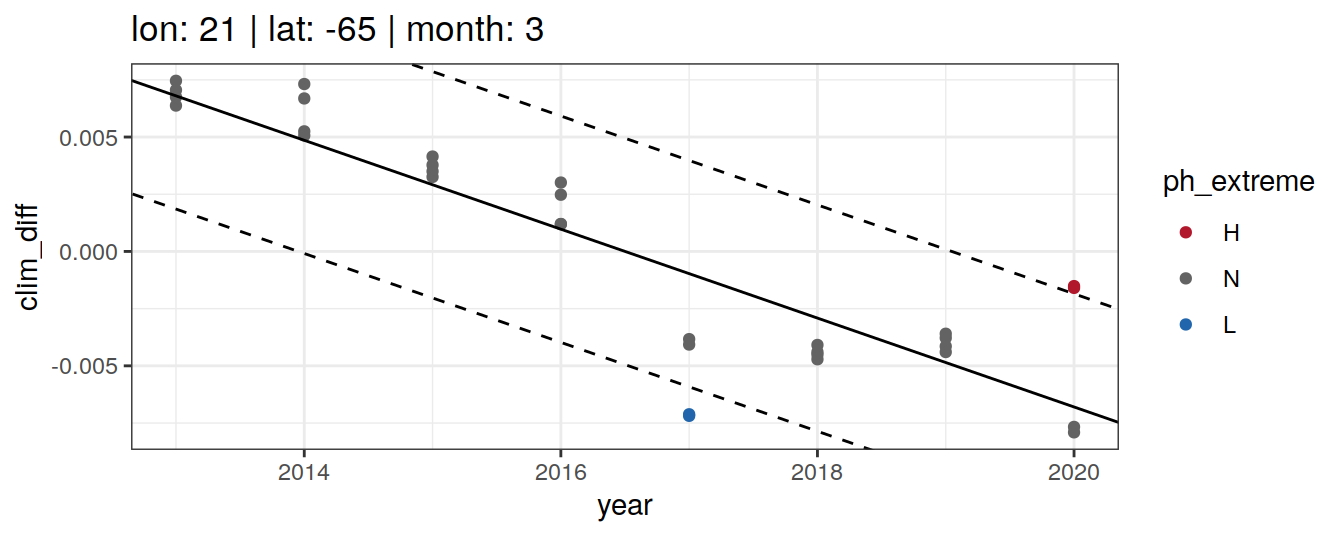 lon: 21 | lat: -65 | month: 3
clim_diff
0.005
0.000
-0.005
2014
2016
2018
2020
year
ph_extreme
H
N
L